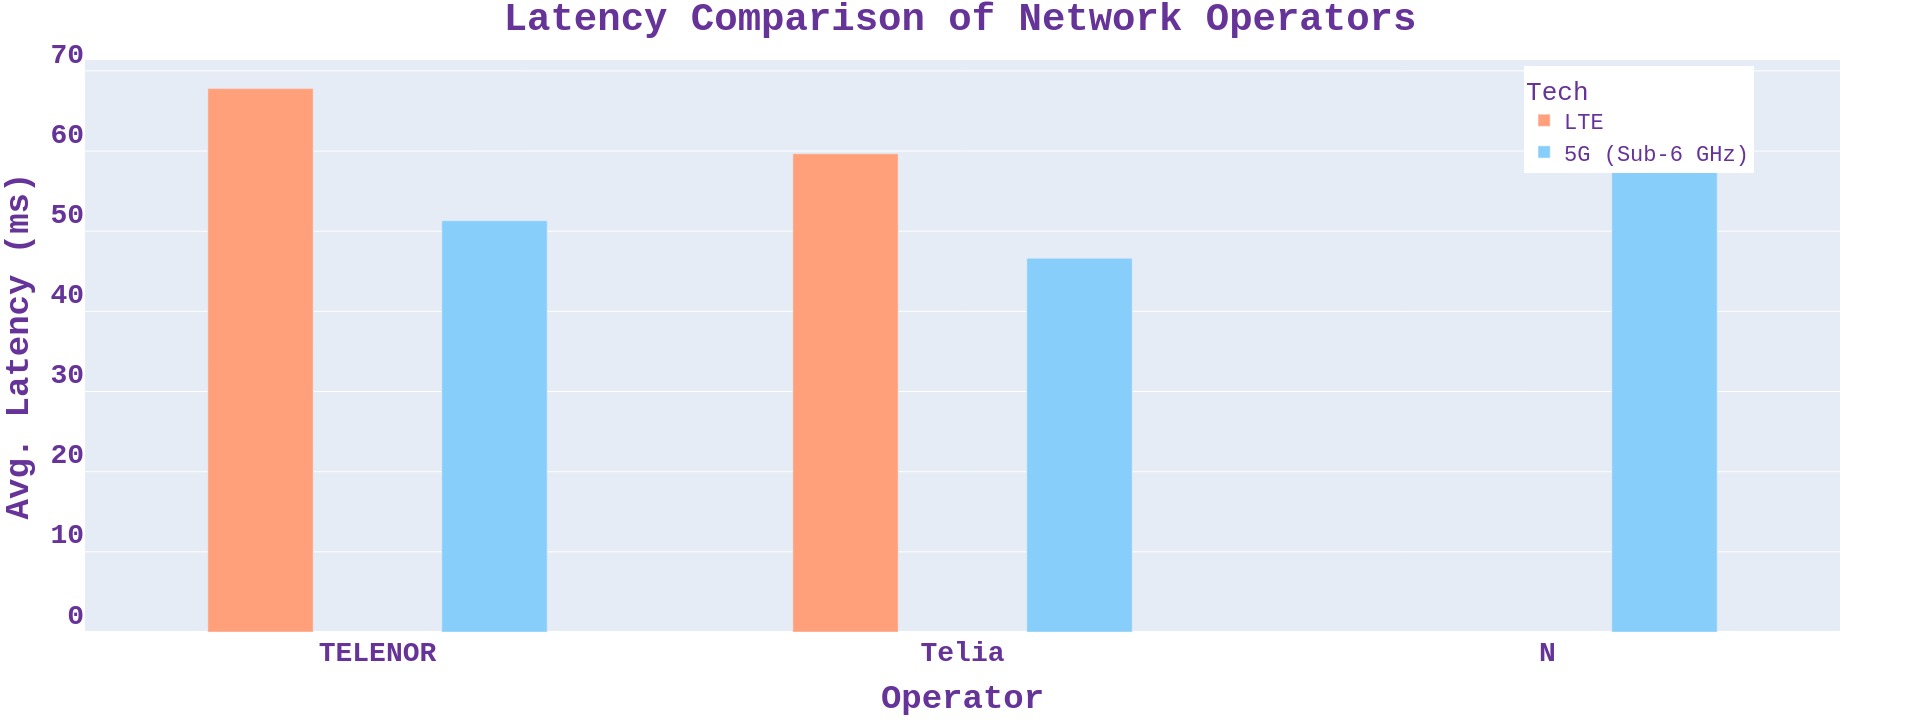 Latency Comparison of Network Operators
70
60
50
40
30
20
10
0
Avg. Latency (ms)
Tech
LTE
5G (Sub-6 GHz)
TELENOR
Telia
N
Operator